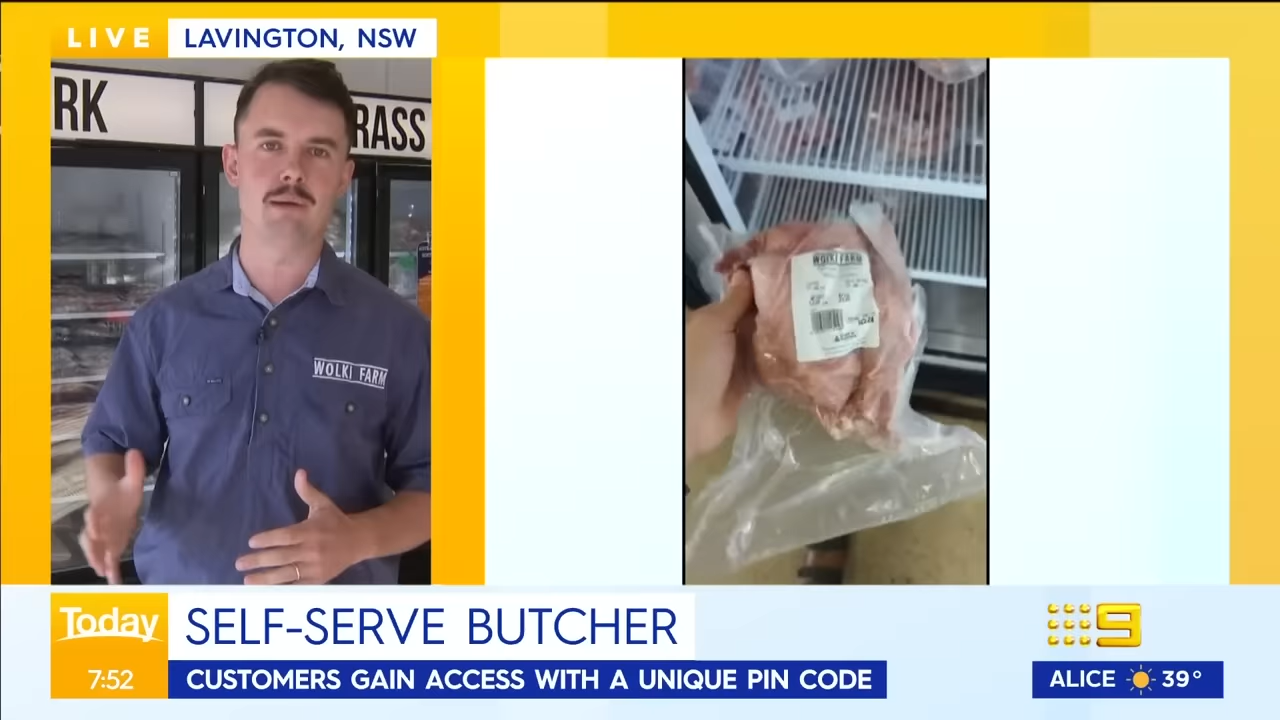 LIVE
LAVINGTON, NSW
RK
RASS
WOLKI FARM
WOLKI FARM
Today
SELF-SERVE BUTCHER
9
7:52
CUSTOMERS GAIN ACCESS WITH A UNIQUE PIN CODE
ALICE 39°